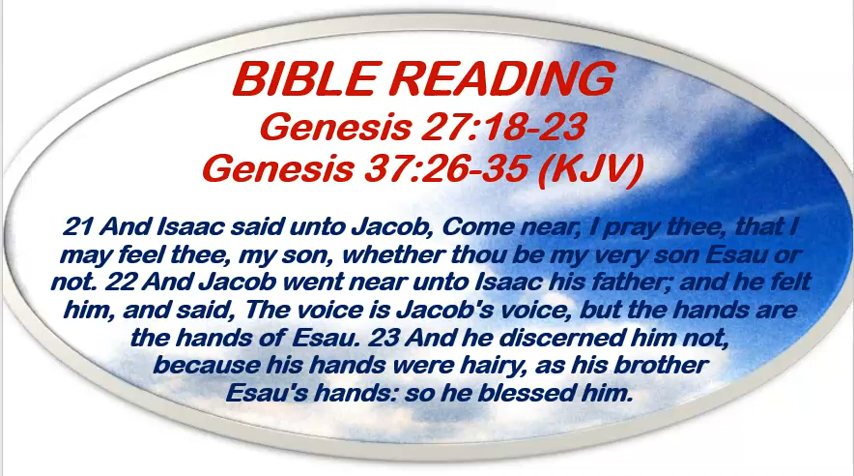 BIBLE READING
Genesis 27:18-23
Genesis 37:26-35 (KJV)
21 And Isaac said unto Jacob, Come near, I pray thee, that I
may feel thee, my son, whether thou be my very son Esau or
not. 22 And Jacob went near unto Isaac his father; and he felt
him, and said, The voice is Jacob's voice, but the hands are
the hands of Esau. 23 And he discerned him not,
because his hands were hairy, as his brother
Esau's hands: so he blessed him.